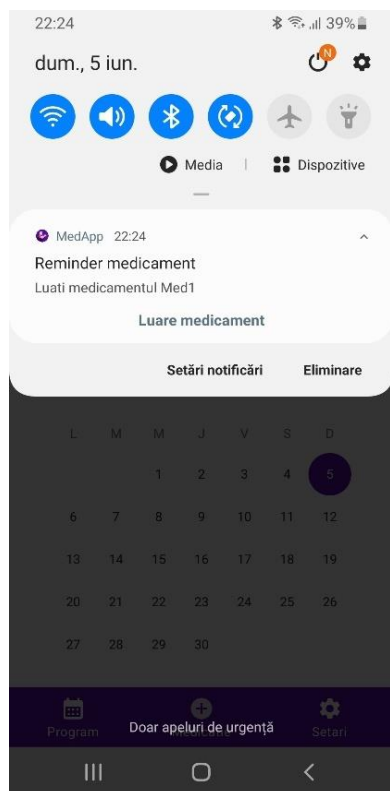 22:24 39%
dum., 5 iun.
N
Media | Dispozitive
MedApp 22:24
Reminder medicament
Luati medicamentul Med1
Luare medicament
Setări notificări Eliminare
L M M J V S D
1 2 3 4 5
6 7 8 9 10 11 12
13 14 15 16 17 18 19
20 21 22 23 24 25 26
27 28 29 30
Program Setari
Doar apeluri de urgență